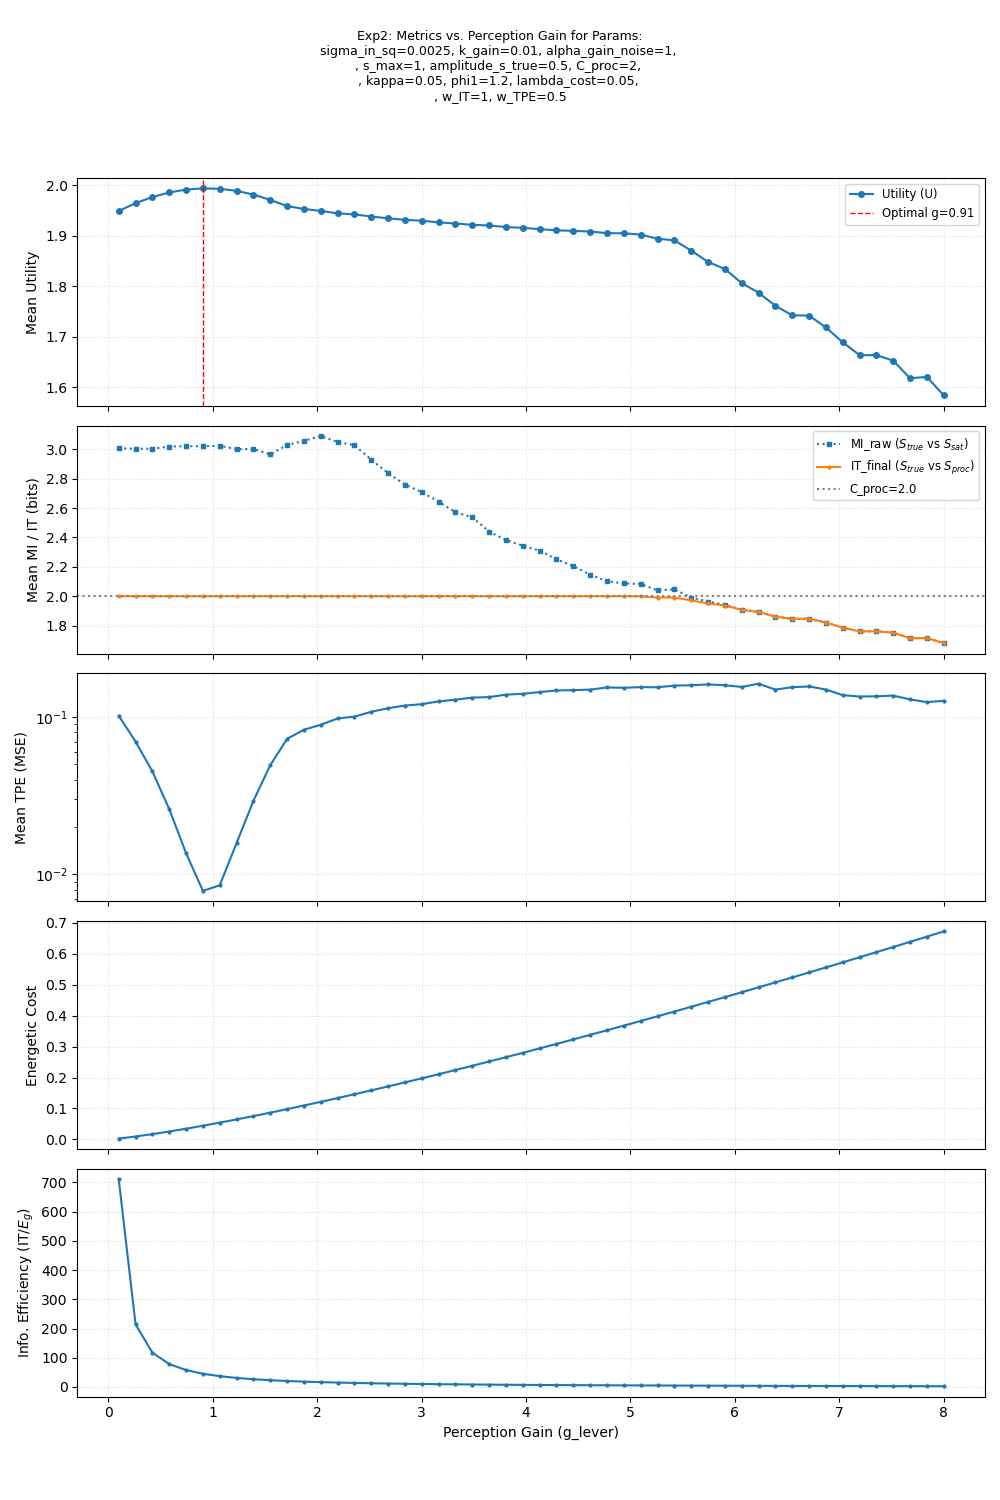 Exp2: Metrics vs. Perception Gain for Params:
sigma_in_sq=0.0025, k_gain=0.01, alpha_gain_noise=1,
, s_max=1, amplitude_s_true=0.5, C_proc=2,
, kappa=0.05, phi1=1.2, lambda_cost=0.05,
, w_IT=1, w_TPE=0.5
Mean Utility
2.0
1.9
1.8
1.7
1.6
Utility (U)
Optimal g=0.91
Mean MI / IT (bits)
3.0
2.8
2.6
2.4
2.2
2.0
1.8
MI_raw (S_true vs S_sat)
IT_final (S_true vs S_proc)
C_proc=2.0
Mean TPE (MSE)
10⁻¹
10⁻²
Energetic Cost
0.7
0.6
0.5
0.4
0.3
0.2
0.1
0.0
Info. Efficiency (IT/E_g)
700
600
500
400
300
200
100
0
0 1 2 3 4 5 6 7 8
Perception Gain (g_lever)